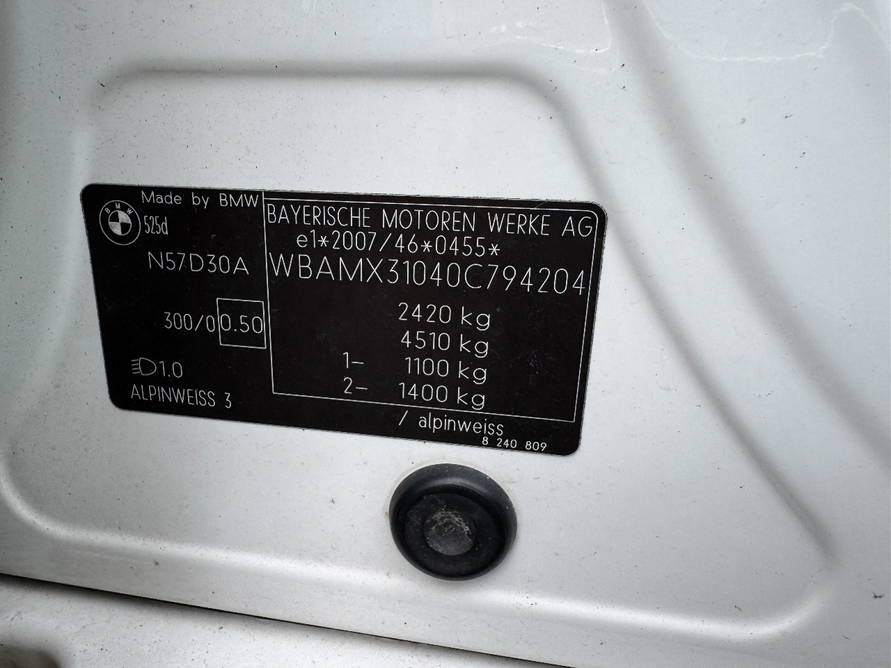 Made by BMW
BMW
525d
N57D30A
300/0 0.50
1.0
ALPINWEISS 3
BAYERISCHE MOTOREN WERKE AG
e1*2007/46*0455*
WBAMX31040C794204
2420 kg
4510 kg
1- 1100 kg
2- 1400 kg
/ alpinweiss
8 240 809